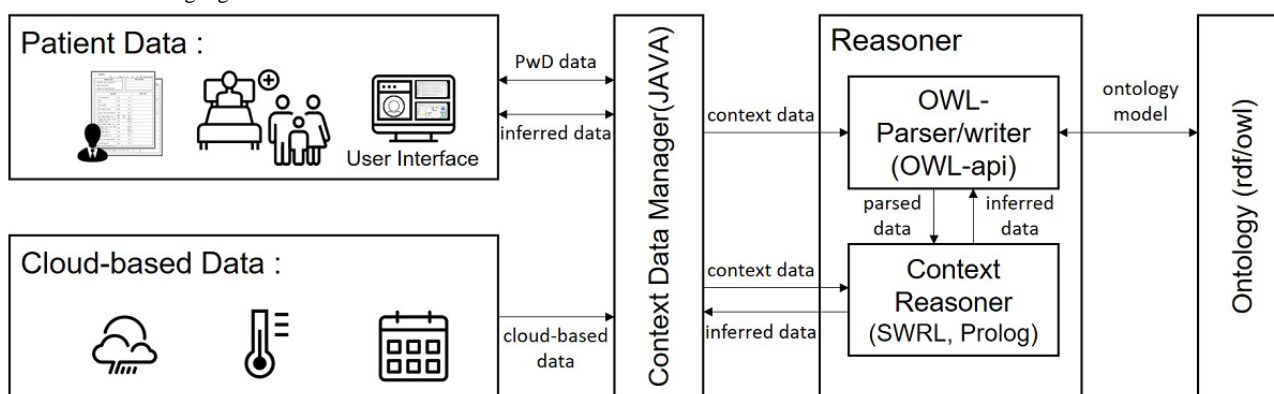 Patient Data :
User Interface
PwD data
inferred data
Cloud-based Data :
cloud-based
data
Context Data Manager(JAVA)
context data
context data
inferred data
Reasoner
OWL-
Parser/writer
(OWL-api)
parsed
data
inferred
data
Context
Reasoner
(SWRL, Prolog)
ontology
model
Ontology (rdf/owl)